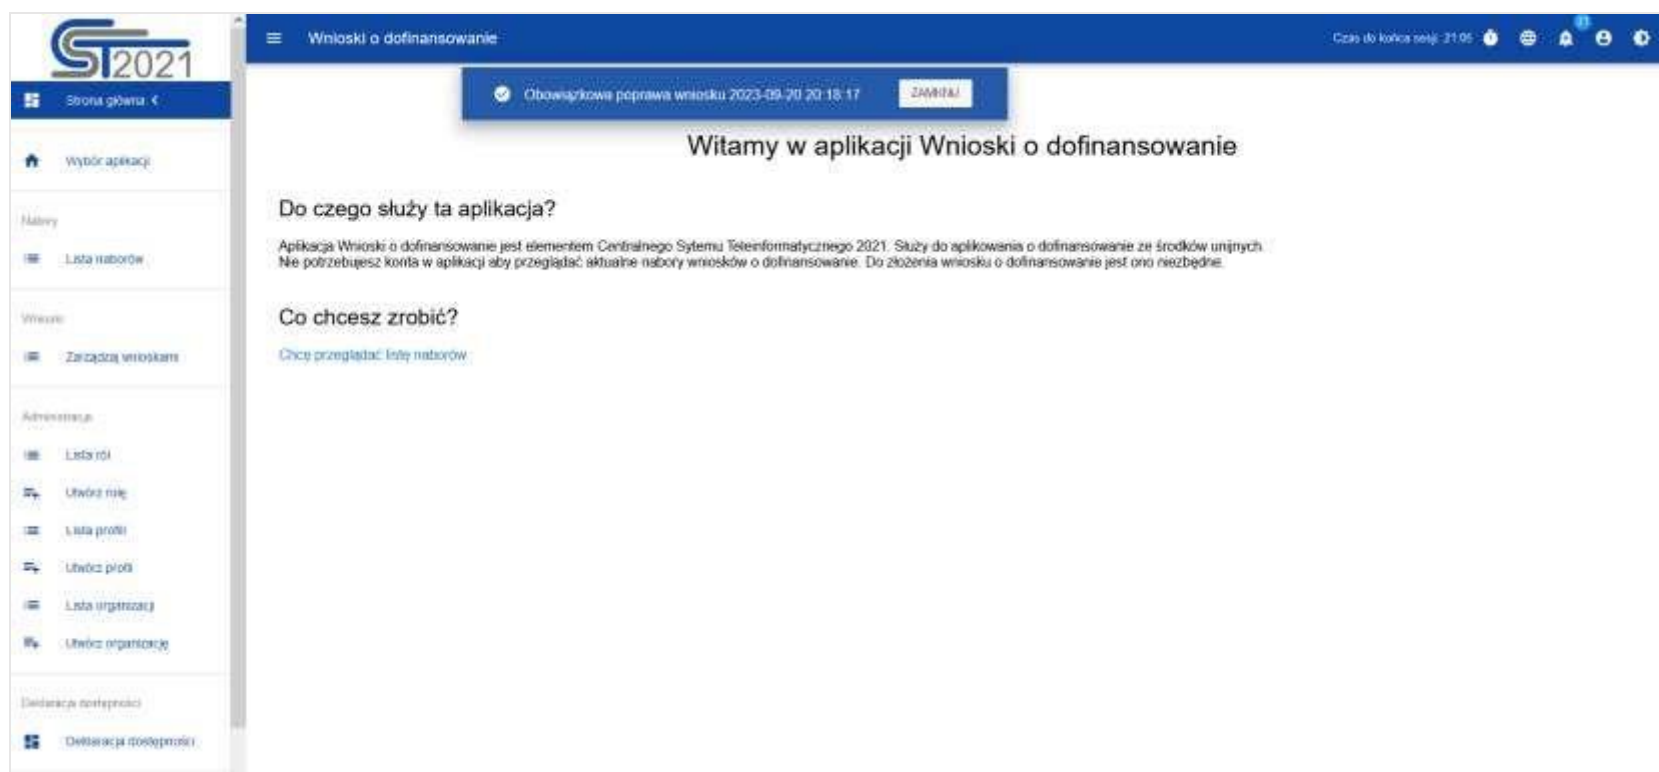 ST2021
Wnioski o dofinansowanie
Czas do końca sesji: 21:05
21
Strona główna
Obowiązkowa poprawa wniosku 2023-09-20 20:18:17
ZAMKNIJ
Witamy w aplikacji Wnioski o dofinansowanie
Wybór aplikacji
Do czego służy ta aplikacja?
Nabory
Aplikacja Wnioski o dofinansowanie jest elementem Centralnego Sytemu Teleinformatycznego 2021. Służy do aplikowania o dofinansowanie ze środków unijnych.
Lista naborów
Nie potrzebujesz konta w aplikacji aby przeglądać aktualne nabory wniosków o dofinansowanie. Do złożenia wniosku o dofinansowanie jest ono niezbędne.
Wnioski
Co chcesz zrobić?
Zarządzaj wnioskami
Chcę przeglądać listę naborów
Administracja
Lista ról
Utwórz rolę
Lista profili
Utwórz profil
Lista organizacji
Utwórz organizację
Deklaracja dostępności
Deklaracja dostępności